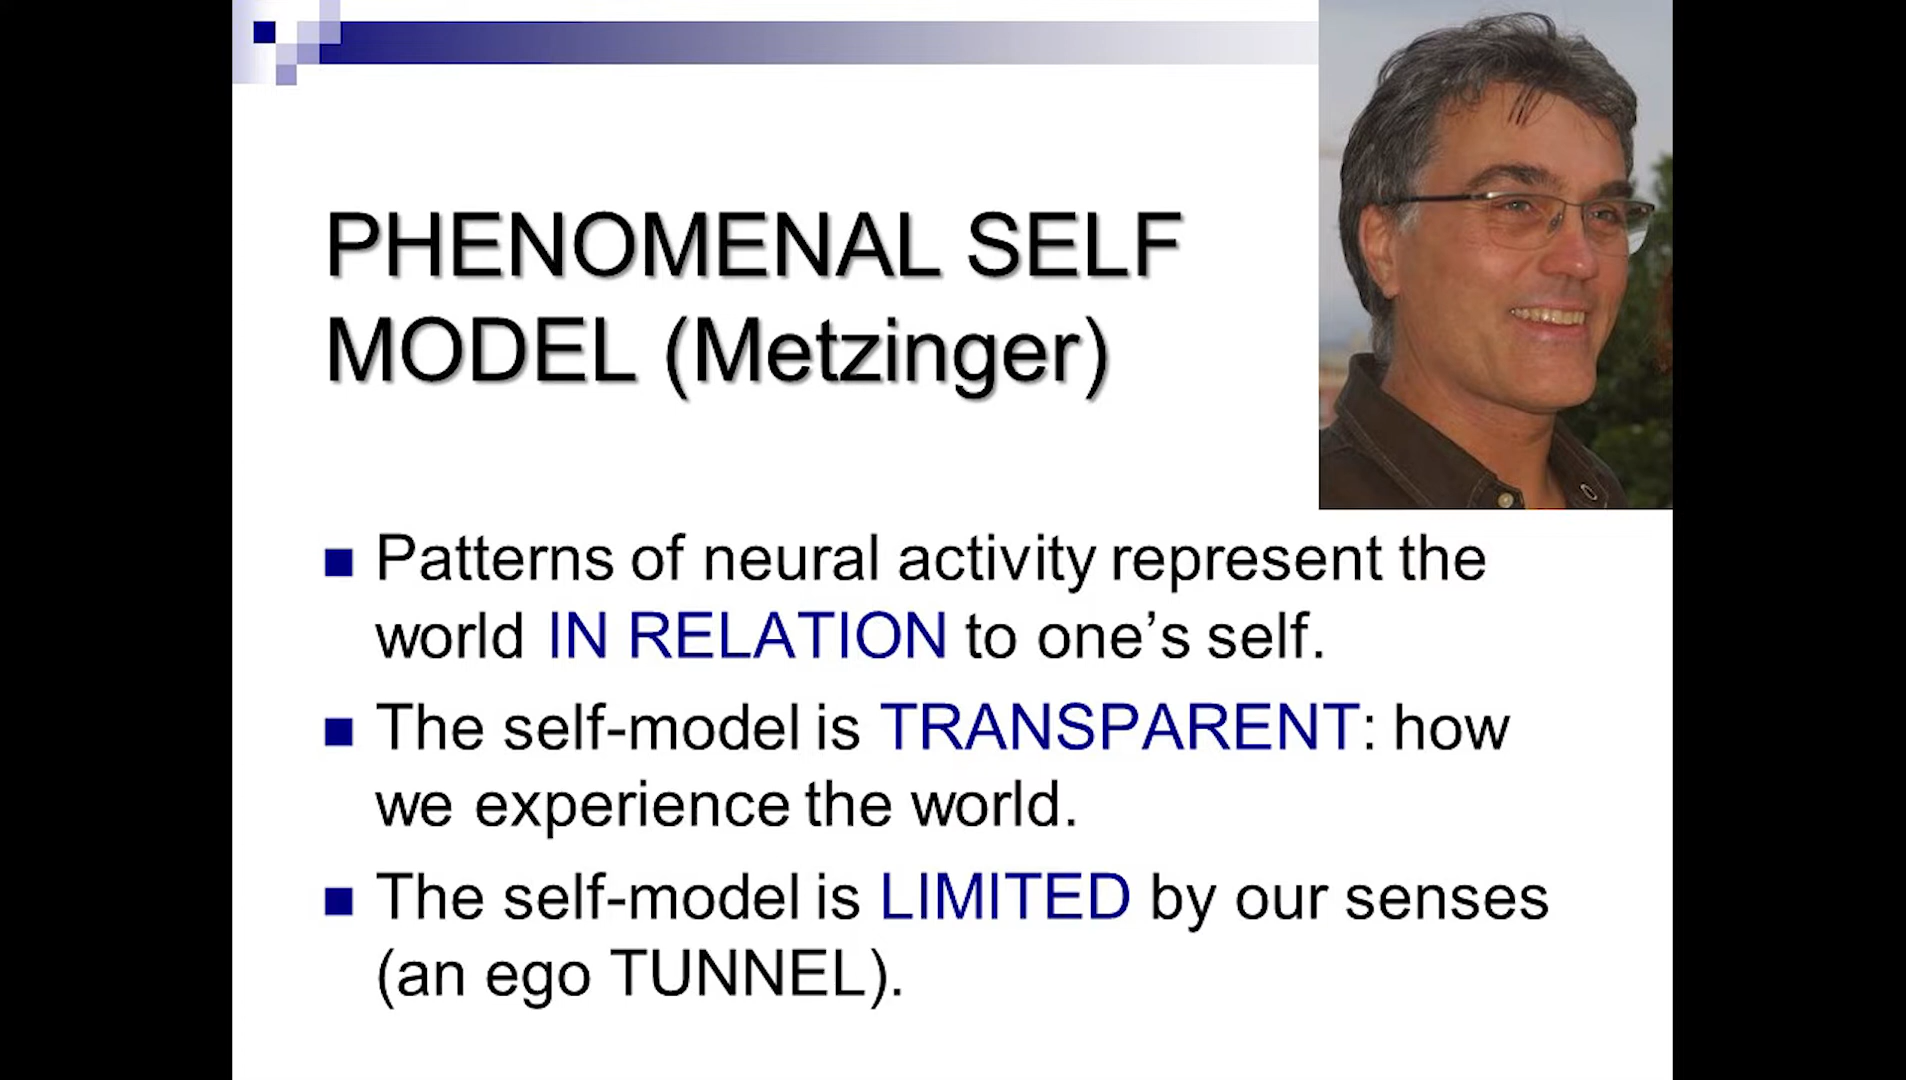 PHENOMENAL SELF
MODEL (Metzinger)
Patterns of neural activity represent the
world IN RELATION to one’s self.
The self-model is TRANSPARENT: how
we experience the world.
The self-model is LIMITED by our senses
(an ego TUNNEL).